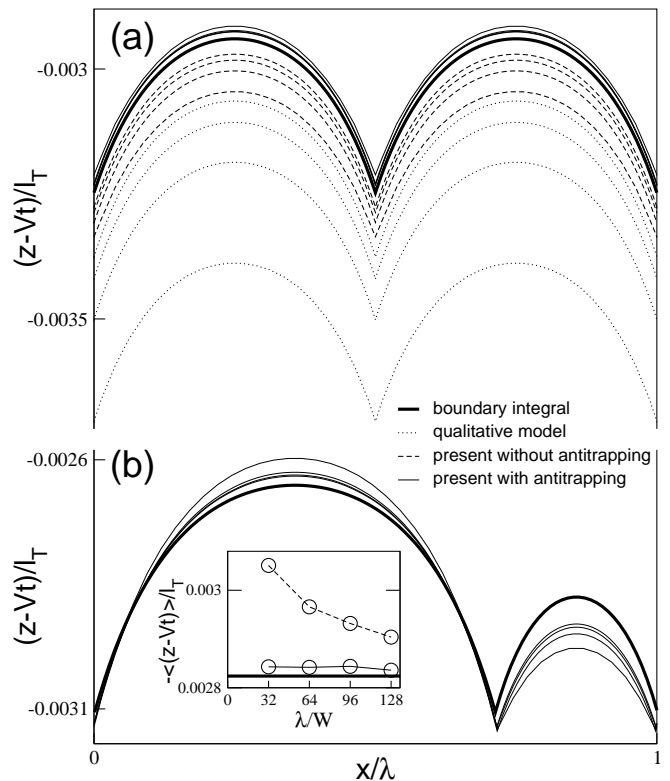 (a)
-0.003
(z-Vt)/l_T
-0.0035
boundary integral
qualitative model
present without antitrapping
present with antitrapping
(b)
-0.0026
(z-Vt)/l_T
-0.0031
-<(z-Vt)>/l_T
0.003
0.0028
0 32 64 96 128
λ/W
0 1
x/λ